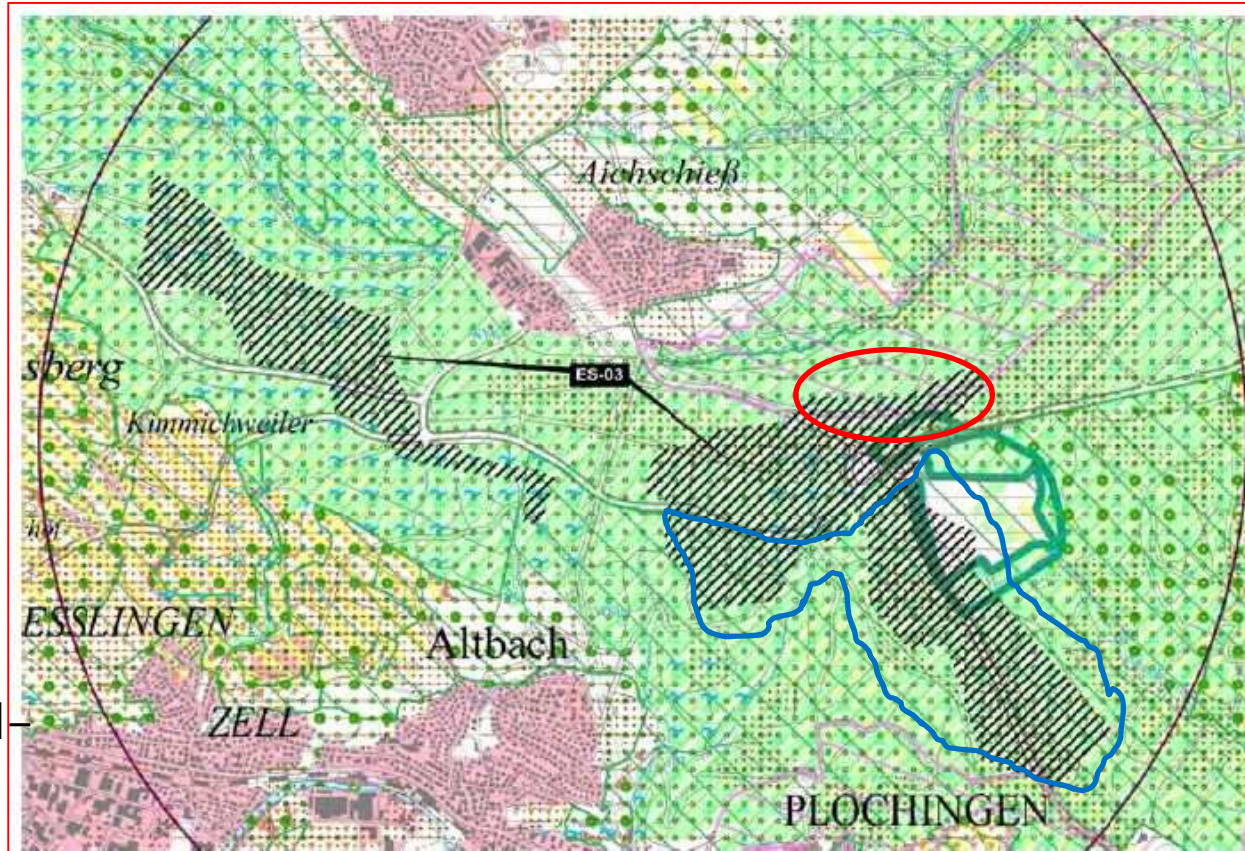 Aichschieß
ES-03
sberg
Kimmichweiler
hof
ESSLINGEN
Altbach
ZELL
PLOCHINGEN